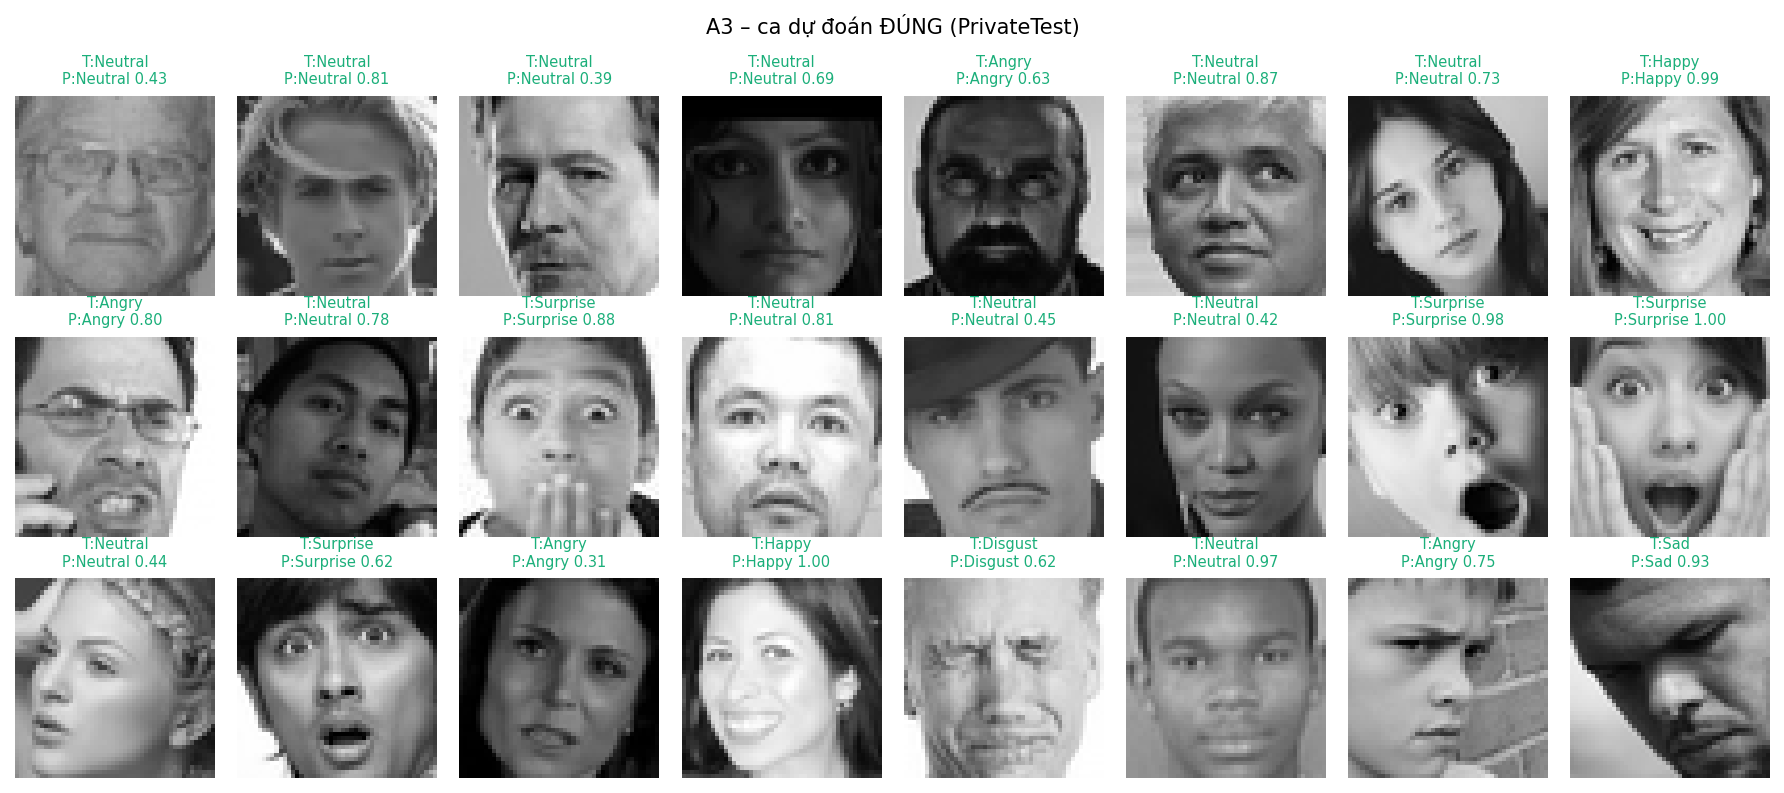 A3 – ca dự đoán ĐÚNG (PrivateTest)
T:Neutral
P:Neutral 0.43
T:Neutral
P:Neutral 0.81
T:Neutral
P:Neutral 0.39
T:Neutral
P:Neutral 0.69
T:Angry
P:Angry 0.63
T:Neutral
P:Neutral 0.87
T:Neutral
P:Neutral 0.73
T:Happy
P:Happy 0.99
T:Angry
P:Angry 0.80
T:Neutral
P:Neutral 0.78
T:Surprise
P:Surprise 0.88
T:Neutral
P:Neutral 0.81
T:Neutral
P:Neutral 0.45
T:Neutral
P:Neutral 0.42
T:Surprise
P:Surprise 0.98
T:Surprise
P:Surprise 1.00
T:Neutral
P:Neutral 0.44
T:Surprise
P:Surprise 0.62
T:Angry
P:Angry 0.31
T:Happy
P:Happy 1.00
T:Disgust
P:Disgust 0.62
T:Neutral
P:Neutral 0.97
T:Angry
P:Angry 0.75
T:Sad
P:Sad 0.93